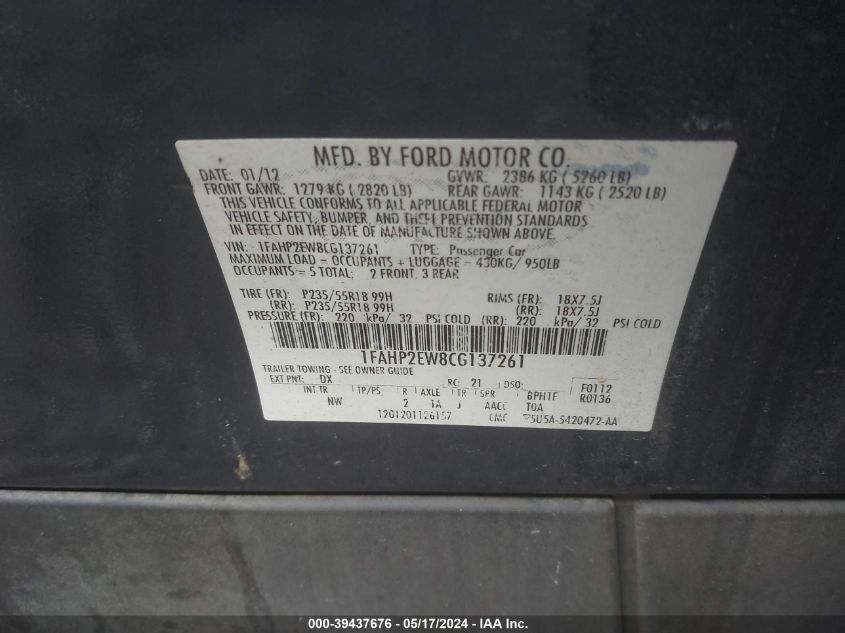 MFD. BY FORD MOTOR CO.
DATE: 01/12 GVWR: 2386 KG ( 5260 LB)
FRONT GAWR: 1279 KG ( 2820 LB) REAR GAWR: 1143 KG ( 2520 LB)
THIS VEHICLE CONFORMS TO ALL APPLICABLE FEDERAL MOTOR
VEHICLE SAFETY, BUMPER, AND THEFT PREVENTION STANDARDS
IN EFFECT ON THE DATE OF MANUFACTURE SHOWN ABOVE.
VIN: 1FAHP2EW8CG137261 TYPE: Passenger Car
MAXIMUM LOAD = OCCUPANTS + LUGGAGE = 430KG/ 950LB
OCCUPANTS = 5 TOTAL: 2 FRONT, 3 REAR
TIRE (FR): P235/55R18 99H RIMS (FR): 18X7.5J
(RR): P235/55R18 99H (RR): 18X7.5J
PRESSURE (FR): 220 kPa/ 32 PSI COLD (RR): 220 kPa/ 32 PSI COLD
1FAHP2EW8CG137261
TRAILER TOWING - SEE OWNER GUIDE
EXT PNT: DX RC: 21 DSO: F0112
INT TR TP/PS R AXLE TR SPR BPH1F R0136
NW 2 1A J AACC TOA
1201201126157 CMC 5U5A-5420472-AA
000-39437676 - 05/17/2024 - IAA Inc.